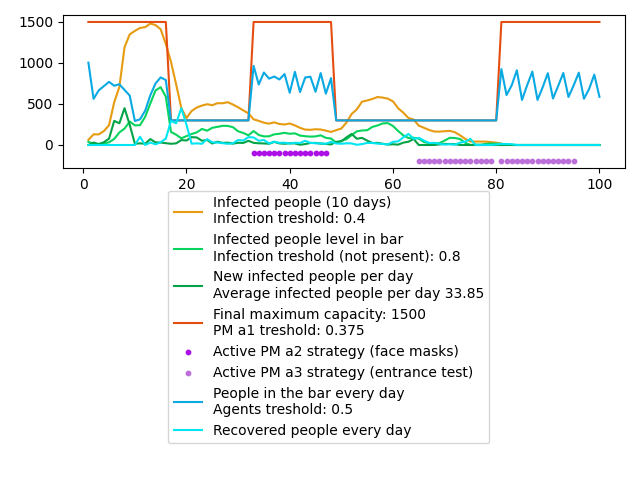 1500
1000
500
0
0 20 40 60 80 100
Infected people (10 days)
Infection treshold: 0.4
Infected people level in bar
Infection treshold (not present): 0.8
New infected people per day
Average infected people per day 33.85
Final maximum capacity: 1500
PM a1 treshold: 0.375
Active PM a2 strategy (face masks)
Active PM a3 strategy (entrance test)
People in the bar every day
Agents treshold: 0.5
Recovered people every day